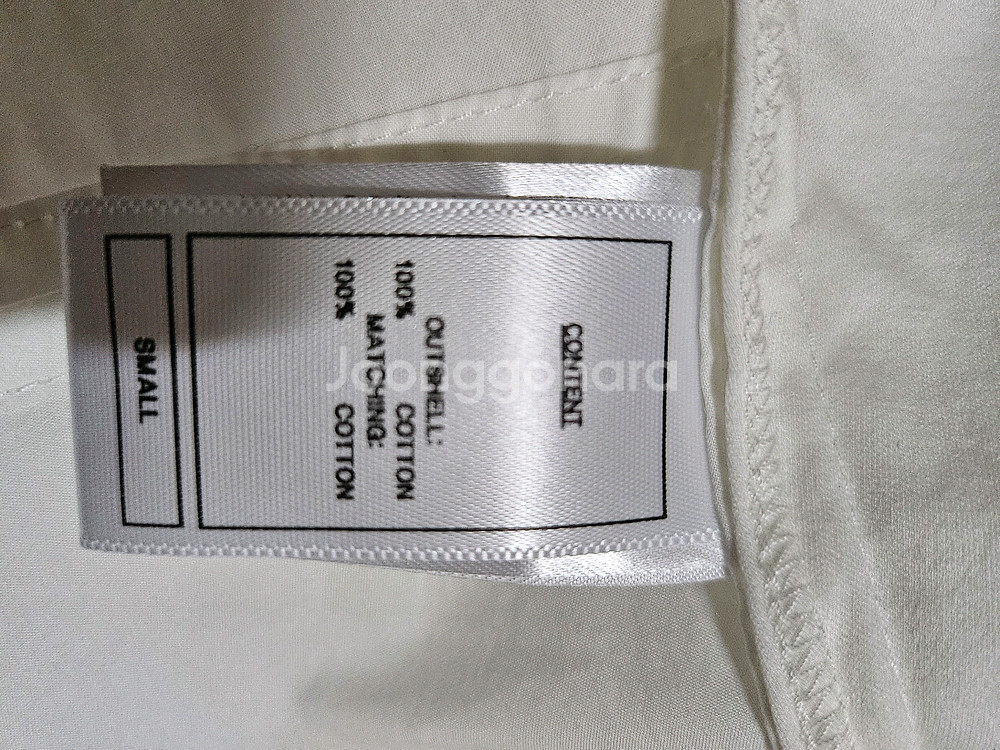 CONTENT
OUTSHELL:
100% COTTON
MATCHING:
100% COTTON
SMALL
Joonggonara